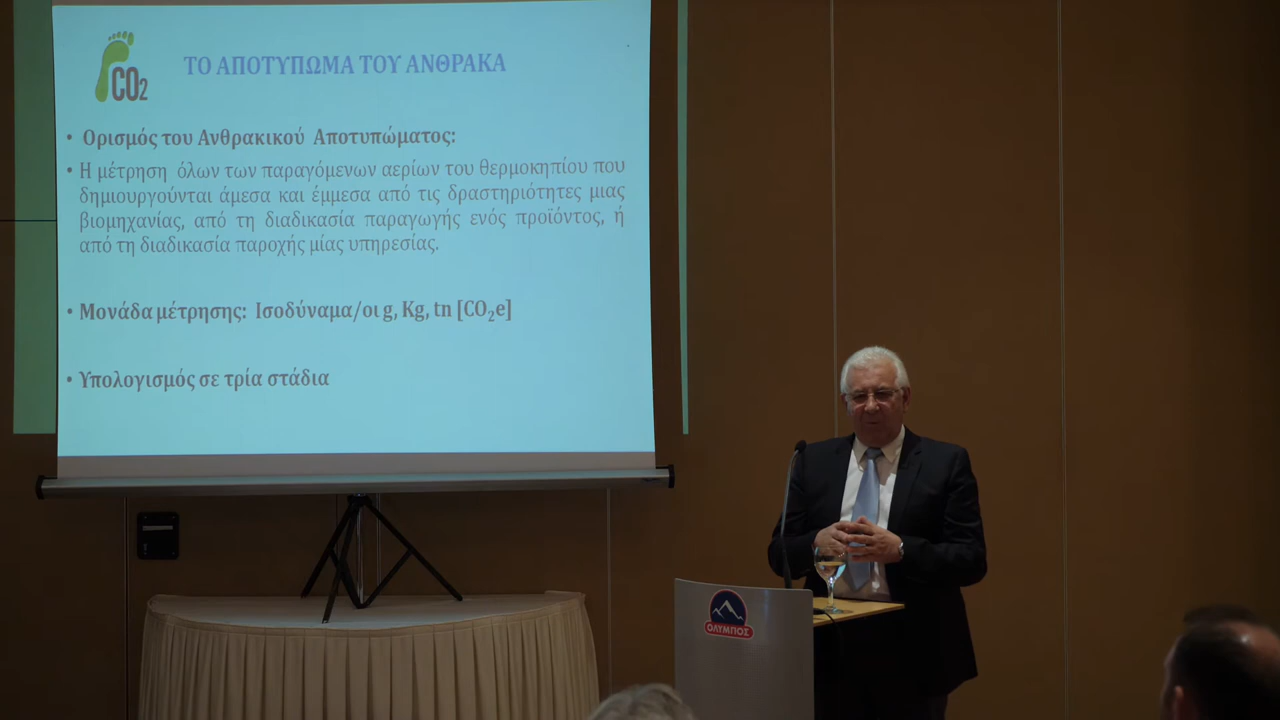 CO2
ΤΟ ΑΠΟΤΥΠΩΜΑ ΤΟΥ ΑΝΘΡΑΚΑ
• Ορισμός του Ανθρακικού Αποτυπώματος:
• Η μέτρηση όλων των παραγόμενων αερίων του θερμοκηπίου που
δημιουργούνται άμεσα και έμμεσα από τις δραστηριότητες μιας
βιομηχανίας, από τη διαδικασία παραγωγής ενός προϊόντος, ή
από τη διαδικασία παροχής μίας υπηρεσίας.
• Μονάδα μέτρησης: Ισοδύναμα/οι g, Kg, tn [CO₂e]
• Υπολογισμός σε τρία στάδια
ΟΛΥΜΠΟΣ